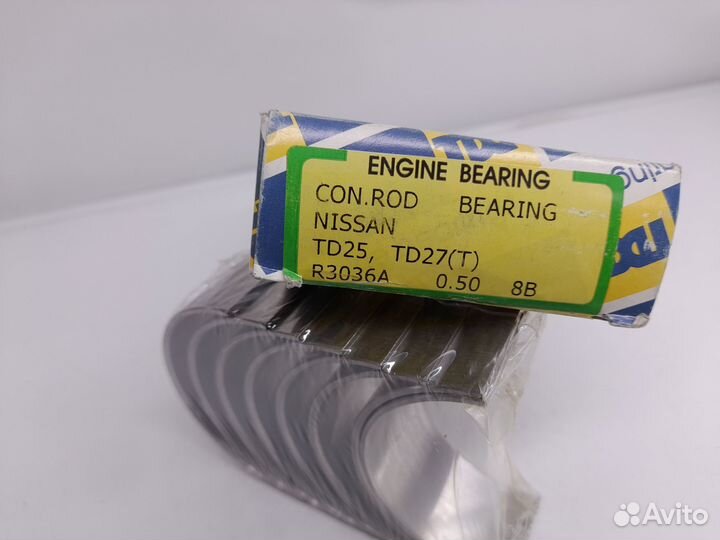 ENGINE BEARING
CON.ROD BEARING
NISSAN
TD25, TD27(T)
R3036A 0.50 8B
Avito